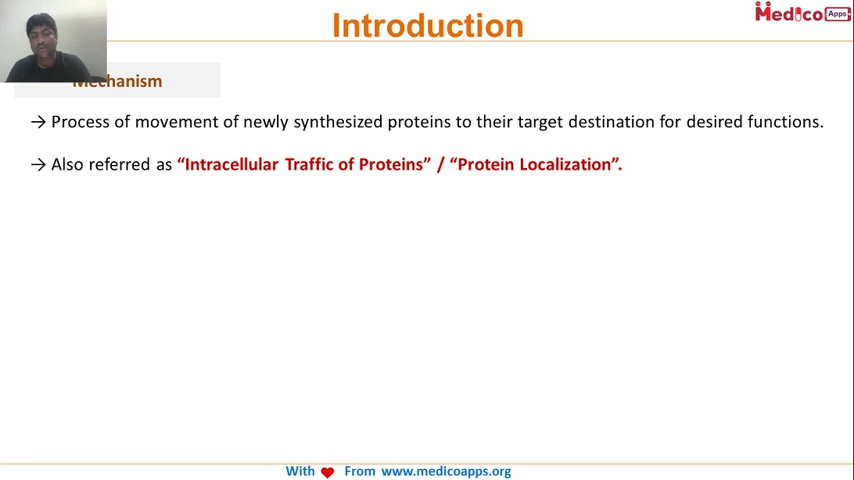 Introduction
Medico Apps
Mechanism
→ Process of movement of newly synthesized proteins to their target destination for desired functions.
→ Also referred as “Intracellular Traffic of Proteins” / “Protein Localization”.
With ❤ From www.medicoapps.org